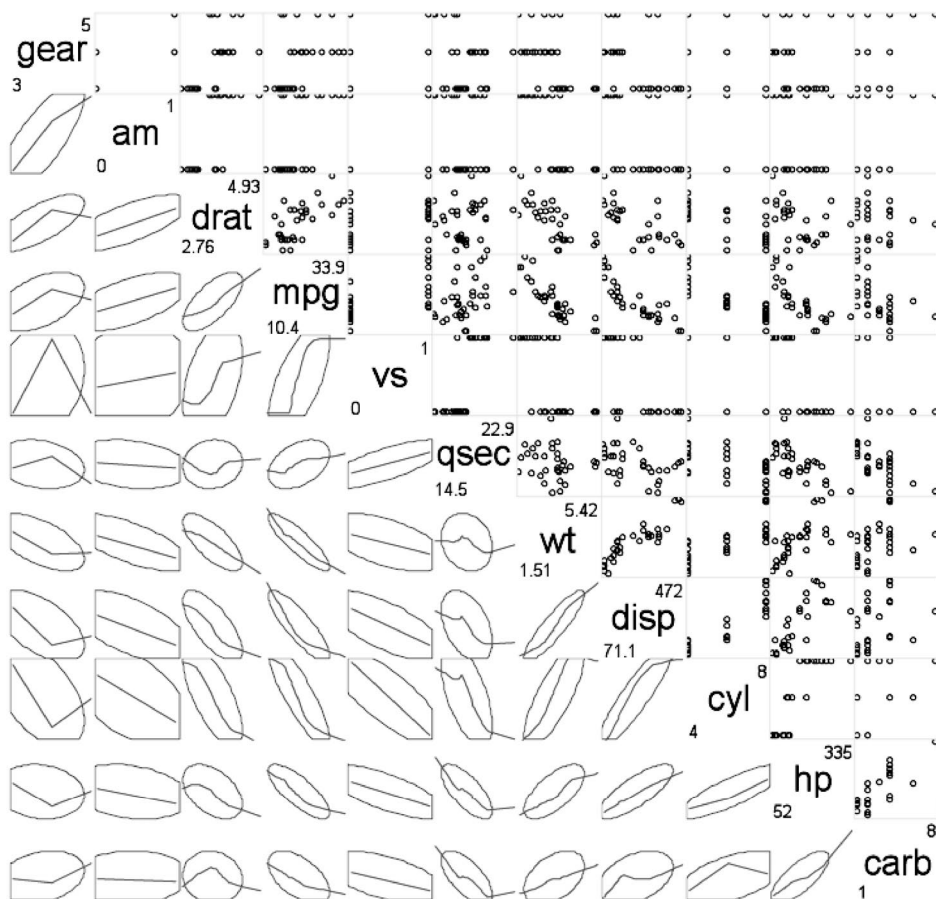 5
gear
3
1
am
0
4.93
drat
2.76
33.9
mpg
10.4
1
vs
0
22.9
qsec
14.5
5.42
wt
1.51
472
disp
71.1
8
cyl
4
335
hp
52
8
carb
1